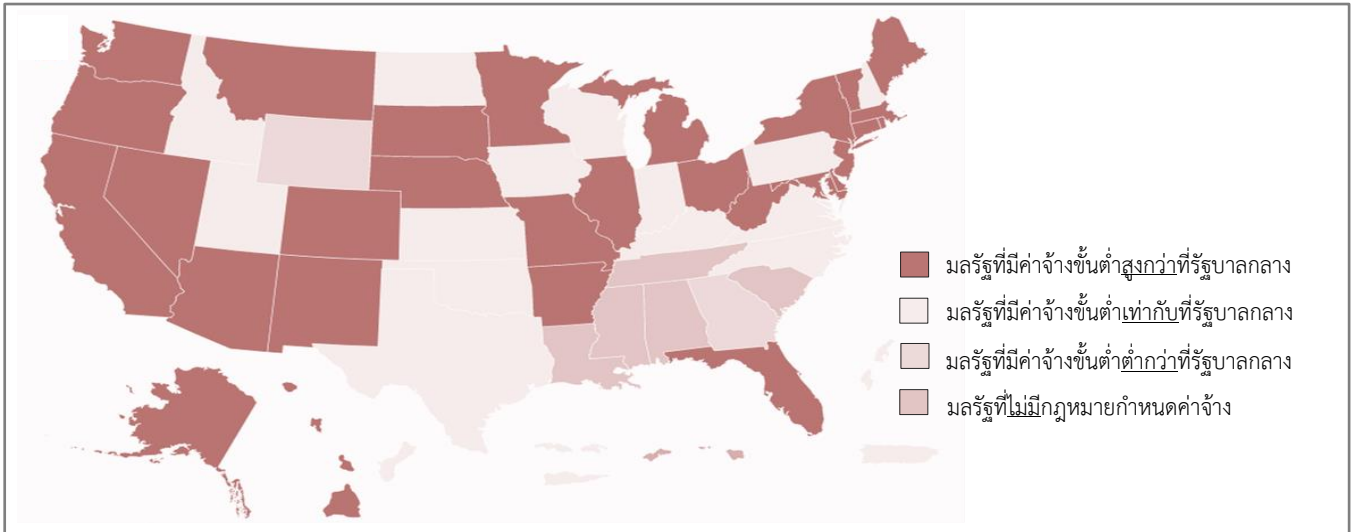 มลรัฐที่มีค่าจ้างขั้นต่ำสูงกว่าที่รัฐบาลกลาง
มลรัฐที่มีค่าจ้างขั้นต่ำเท่ากับที่รัฐบาลกลาง
มลรัฐที่มีค่าจ้างขั้นต่ำต่ำกว่าที่รัฐบาลกลาง
มลรัฐที่ไม่มีกฎหมายกำหนดค่าจ้าง